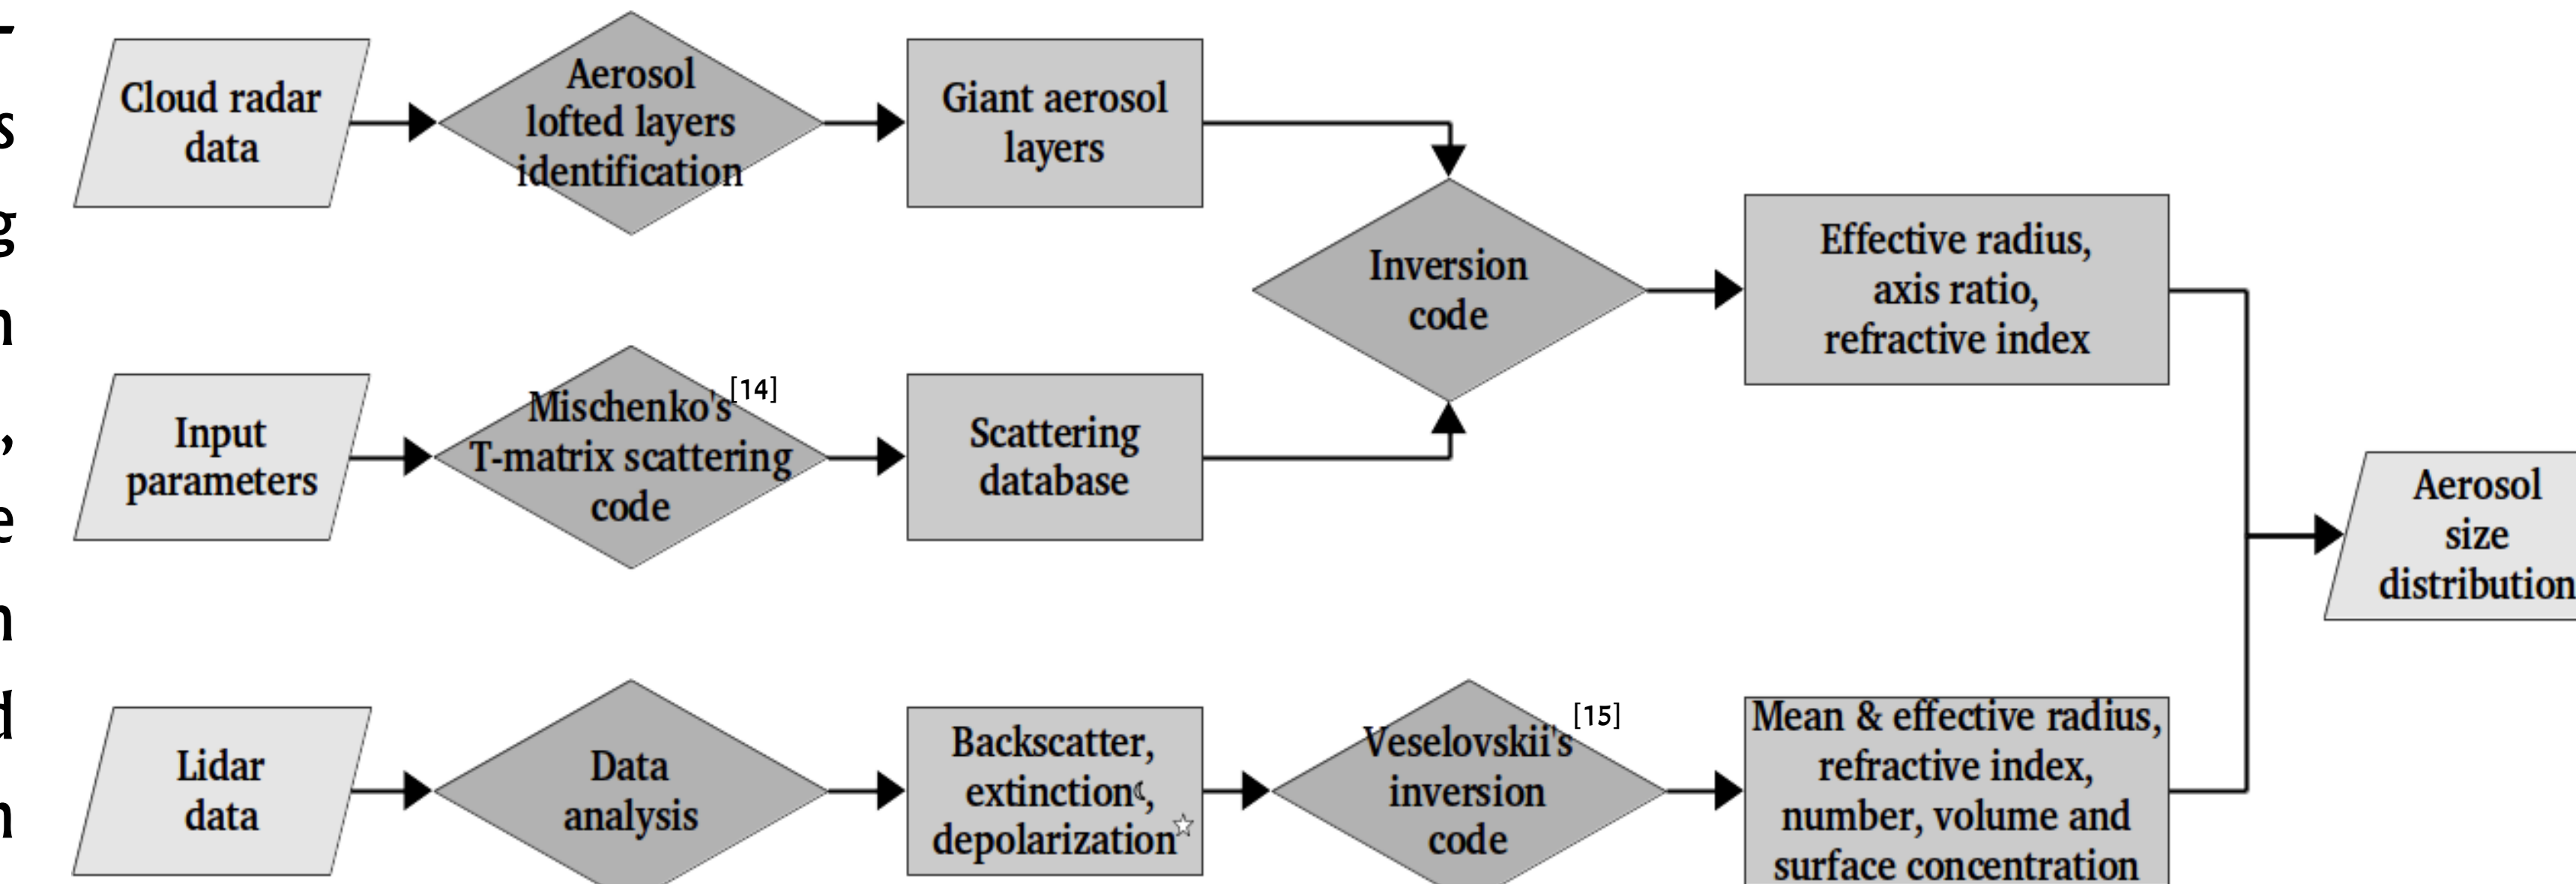 Cloud radar
data
Aerosol
lofted layers
identification
Giant aerosol
layers
Inversion
code
Effective radius,
axis ratio,
refractive index
Input
parameters
Mischenko's[14]
T-matrix scattering
code
Scattering
database
Aerosol
size
distribution
Lidar
data
Data
analysis
Backscatter,
extinction☾,
depolarization☆
Veselovskii's[15]
inversion
code
Mean & effective radius,
refractive index,
number, volume and
surface concentration